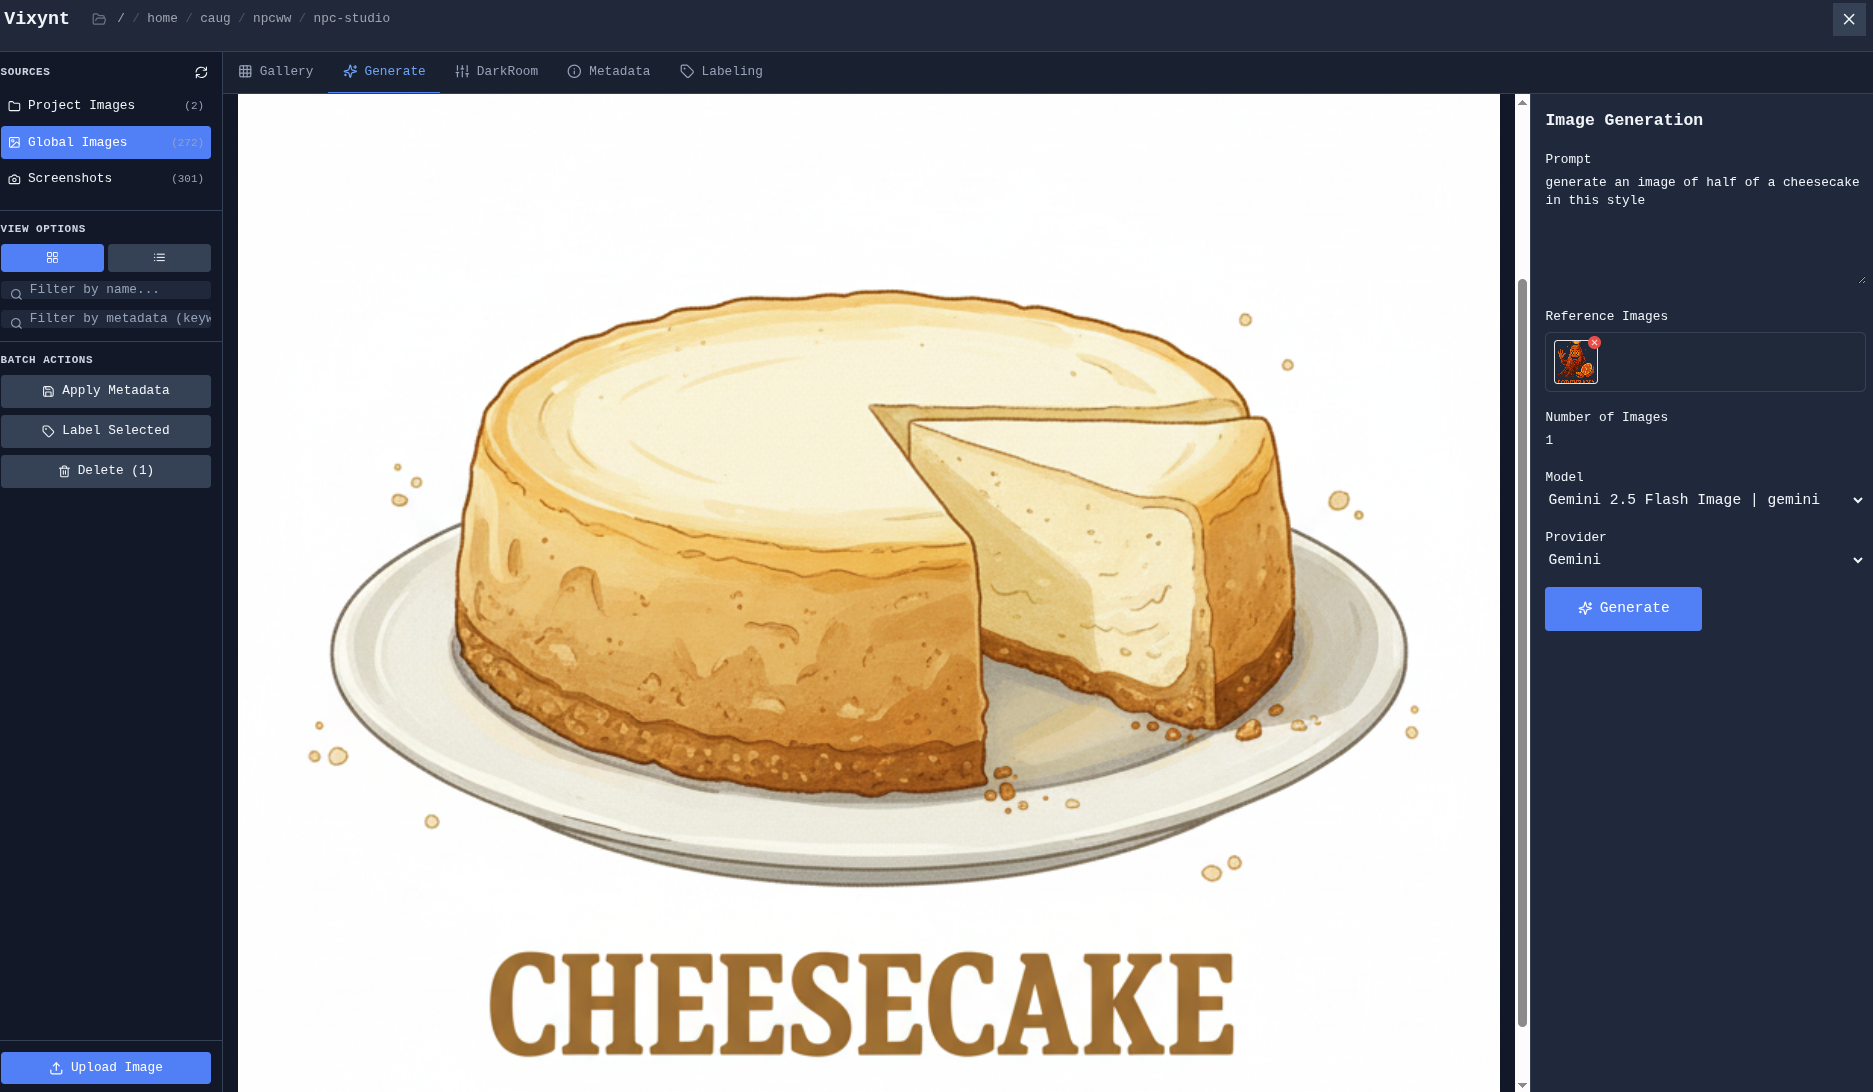 Vixynt
/ / home / caug / npcww / npc-studio
SOURCES
Project Images (2)
Global Images (272)
Screenshots (301)
VIEW OPTIONS
Filter by name...
Filter by metadata (keyw
BATCH ACTIONS
Apply Metadata
Label Selected
Delete (1)
Upload Image
Gallery
Generate
DarkRoom
Metadata
Labeling
CHEESECAKE
Image Generation
Prompt
generate an image of half of a cheesecake
in this style
Reference Images
Number of Images
1
Model
Gemini 2.5 Flash Image | gemini
Provider
Gemini
Generate